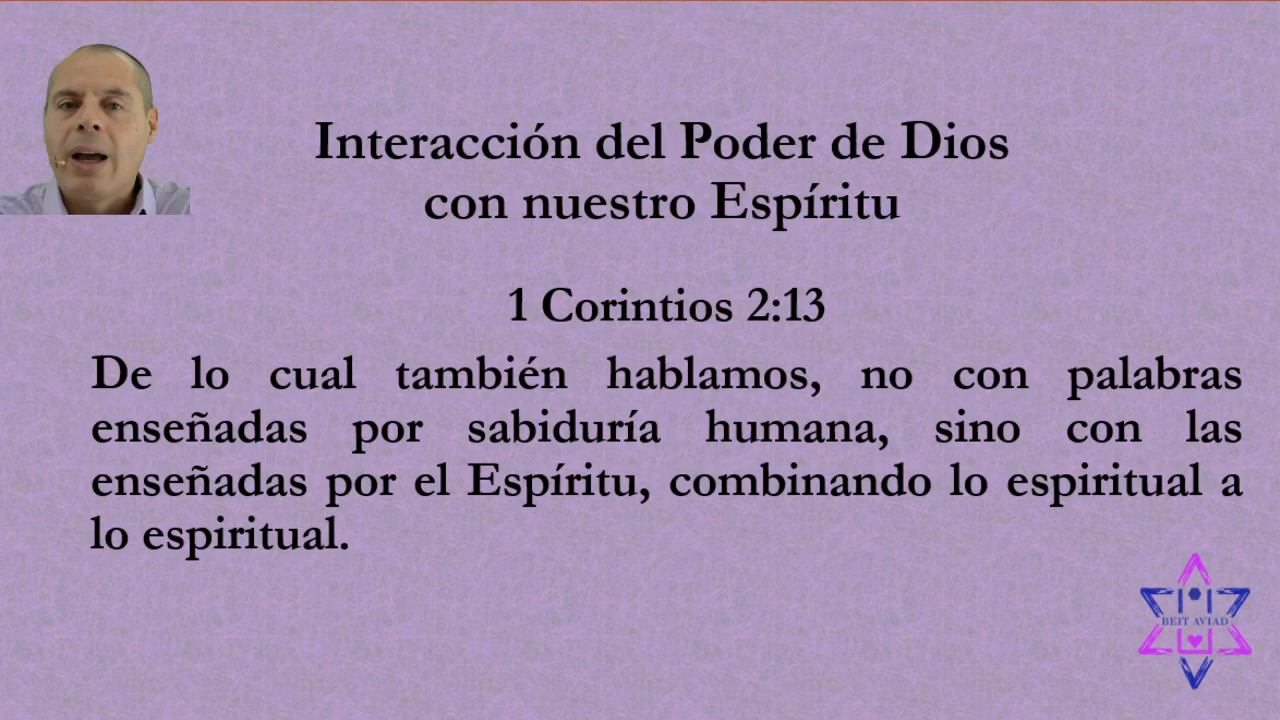 Interacción del Poder de Dios
con nuestro Espíritu
1 Corintios 2:13
De lo cual también hablamos, no con palabras
enseñadas por sabiduría humana, sino con las
enseñadas por el Espíritu, combinando lo espiritual a
lo espiritual.
BEIT AVIAD